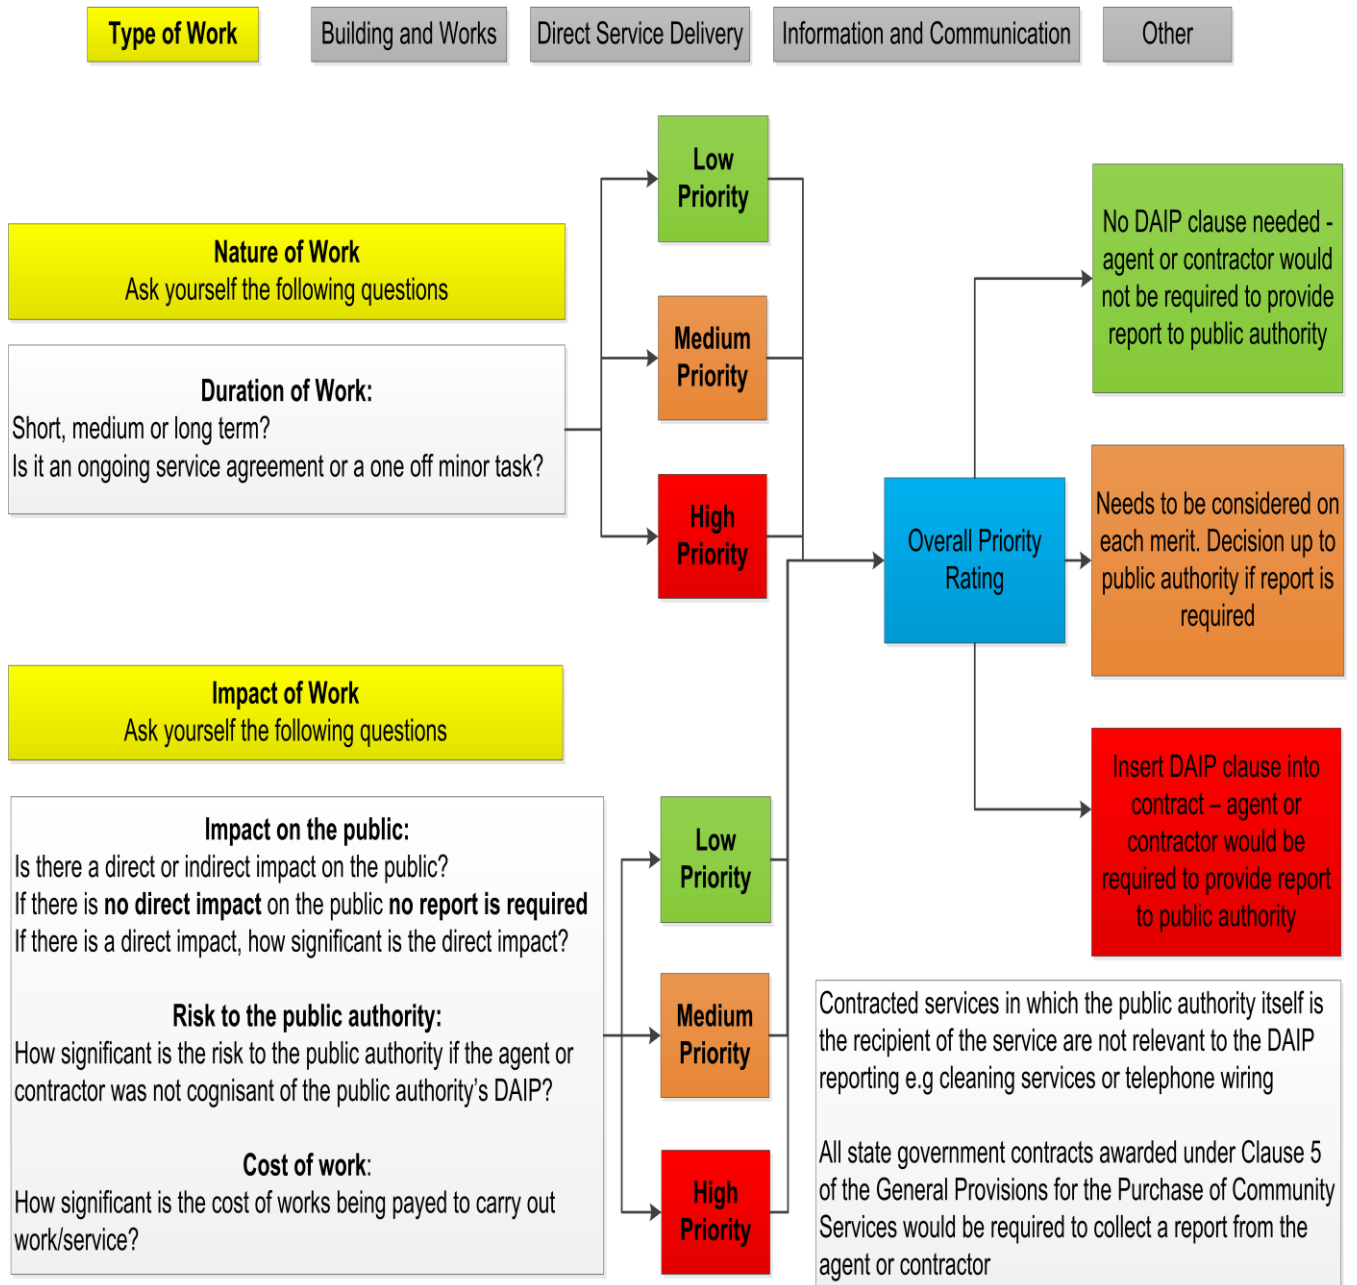 Type of Work
Building and Works
Direct Service Delivery
Information and Communication
Other
Nature of Work
Ask yourself the following questions
Duration of Work:
Short, medium or long term?
Is it an ongoing service agreement or a one off minor task?
Low
Priority
Medium
Priority
High
Priority
Impact of Work
Ask yourself the following questions
Impact on the public:
Is there a direct or indirect impact on the public?
If there is no direct impact on the public no report is required
If there is a direct impact, how significant is the direct impact?
Risk to the public authority:
How significant is the risk to the public authority if the agent or
contractor was not cognisant of the public authority’s DAIP?
Cost of work:
How significant is the cost of works being payed to carry out
work/service?
Low
Priority
Medium
Priority
High
Priority
Overall Priority
Rating
No DAIP clause needed -
agent or contractor would
not be required to provide
report to public authority
Needs to be considered on
each merit. Decision up to
public authority if report is
required
Insert DAIP clause into
contract – agent or
contractor would be
required to provide report
to public authority
Contracted services in which the public authority itself is
the recipient of the service are not relevant to the DAIP
reporting e.g cleaning services or telephone wiring
All state government contracts awarded under Clause 5
of the General Provisions for the Purchase of Community
Services would be required to collect a report from the
agent or contractor